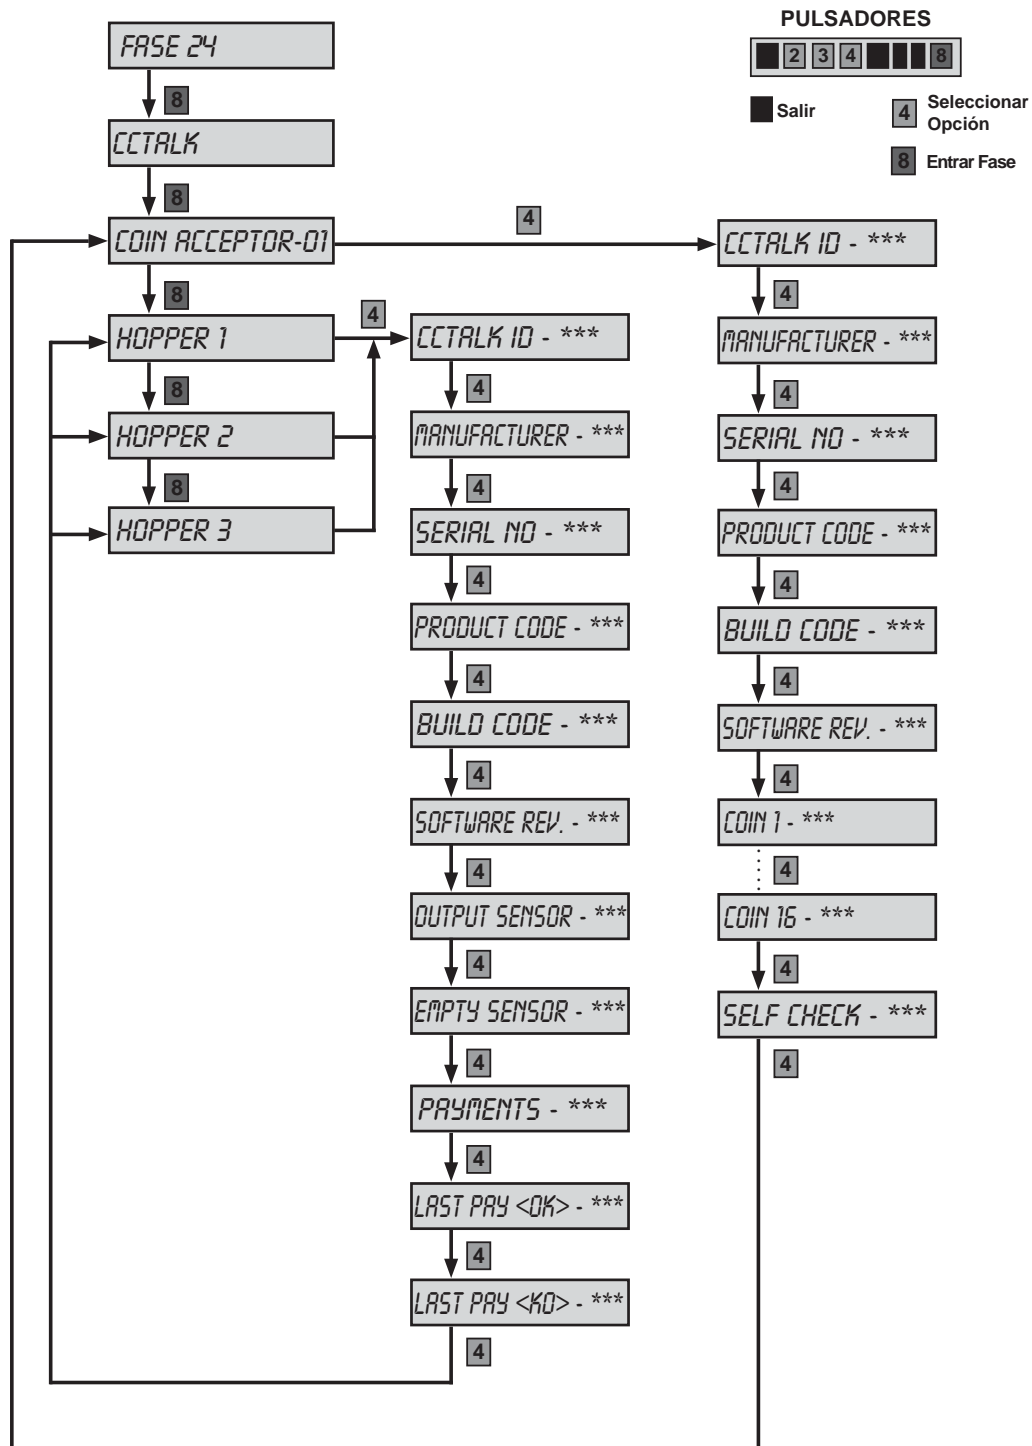 PULSADORES
2 3 4 8
Salir
4 Seleccionar
Opción
8 Entrar Fase
FASE 24
8
CCTALK
8
COIN ACCEPTOR-01
8
HOPPER 1
8
HOPPER 2
8
HOPPER 3
4
CCTALK ID - ***
4
MANUFACTURER - ***
4
SERIAL NO - ***
4
PRODUCT CODE - ***
4
BUILD CODE - ***
4
SOFTWARE REV. - ***
4
OUTPUT SENSOR - ***
4
EMPTY SENSOR - ***
4
PAYMENTS - ***
4
LAST PAY <OK> - ***
4
LAST PAY <KO> - ***
4
4
CCTALK ID - ***
4
MANUFACTURER - ***
4
SERIAL NO - ***
4
PRODUCT CODE - ***
4
BUILD CODE - ***
4
SOFTWARE REV. - ***
4
COIN 1 - ***
4
COIN 16 - ***
4
SELF CHECK - ***
4